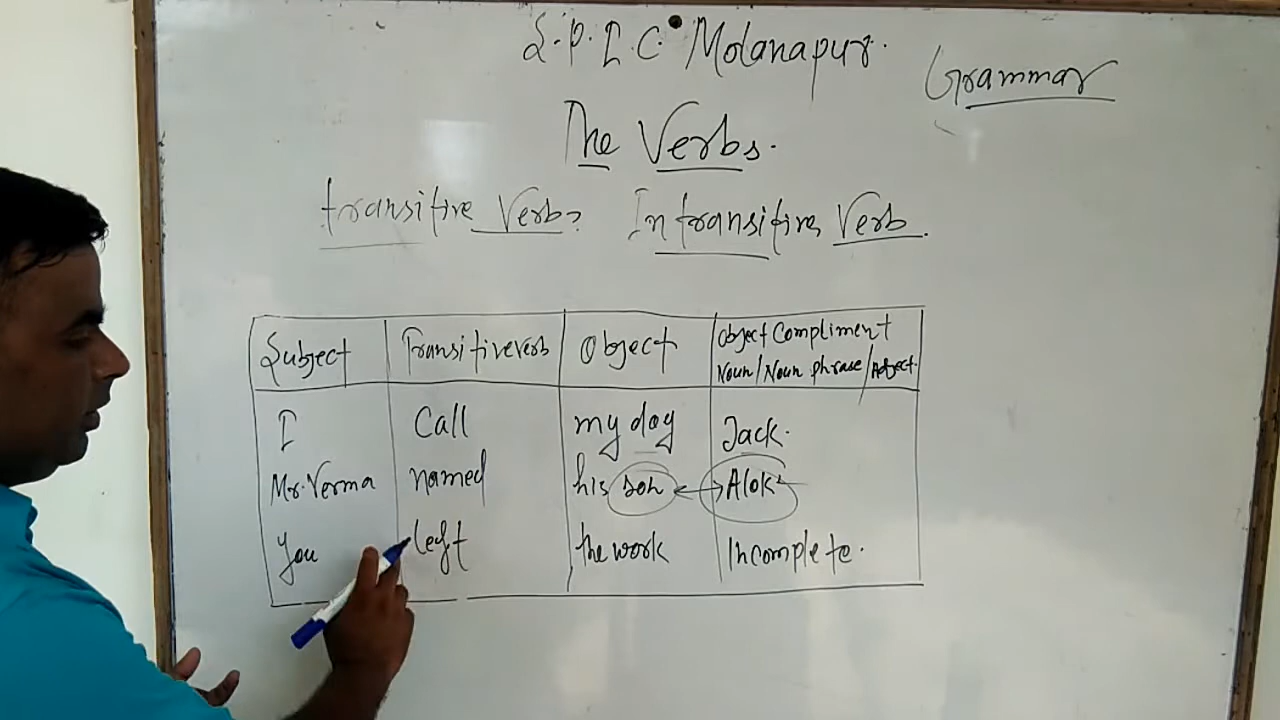 S.P.I.C. Molanapur.
Grammar
The Verbs.
transitive Verb? Intransitive Verb.
Subject Transitive verb Object Object Compliment
Noun/Noun phrase/Adject.
I Call my dog Jack.
Mr. Verma named his son Alok
You left the work Incomplete.